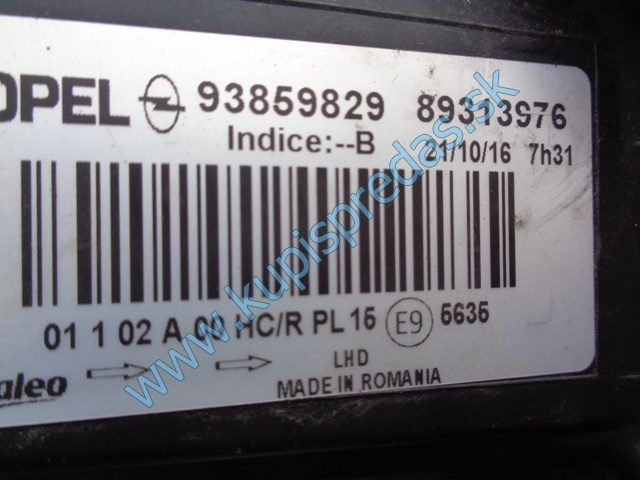 OPEL 93859829 89313976
Indice:--B 21/10/16 7h31
01 1 02 A 00 HC/R PL 15 E9 5635
LHD
MADE IN ROMANIA
www.kupispredas.sk